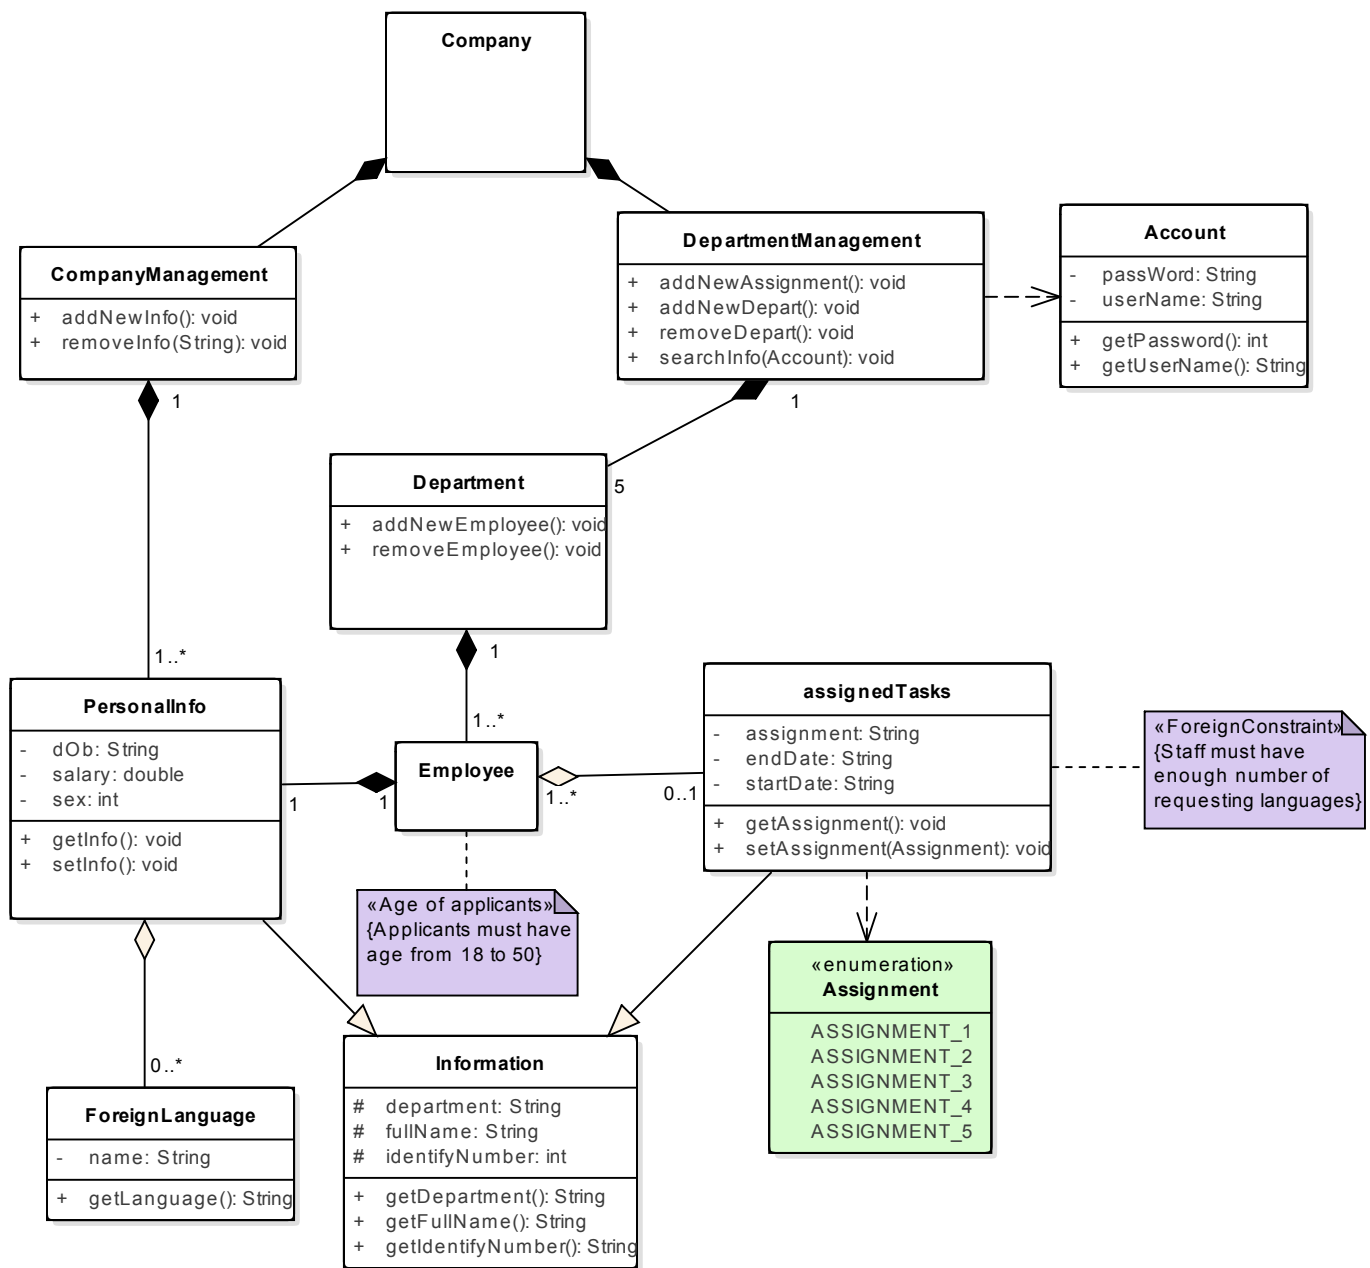 Company
CompanyManagement
+ addNewInfo(): void
+ removeInfo(String): void
DepartmentManagement
+ addNewAssignment(): void
+ addNewDepart(): void
+ removeDepart(): void
+ searchInfo(Account): void
Account
- passWord: String
- userName: String
+ getPassword(): int
+ getUserName(): String
1
1
Department
+ addNewEmployee(): void
+ removeEmployee(): void
5
1
1..*
1..*
PersonalInfo
- dOb: String
- salary: double
- sex: int
+ getInfo(): void
+ setInfo(): void
1
1
Employee
1..*
0..1
assignedTasks
- assignment: String
- endDate: String
- startDate: String
+ getAssignment(): void
+ setAssignment(Assignment): void
«ForeignConstraint»
{Staff must have
enough number of
requesting languages}
«Age of applicants»
{Applicants must have
age from 18 to 50}
«enumeration»
Assignment
ASSIGNMENT_1
ASSIGNMENT_2
ASSIGNMENT_3
ASSIGNMENT_4
ASSIGNMENT_5
0..*
ForeignLanguage
- name: String
+ getLanguage(): String
Information
# department: String
# fullName: String
# identifyNumber: int
+ getDepartment(): String
+ getFullName(): String
+ getIdentifyNumber(): String